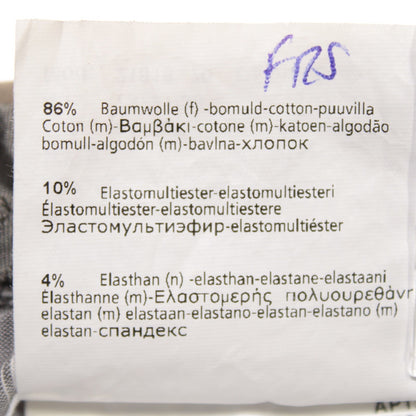 FRS
86% Baumwolle (f) -bomuld-cotton-puuvilla
Coton (m)-Βαμβάκι-cotone (m)-katoen-algodão
bomull-algodón (m)-bavlna-хлопок
10% Elastomultiester-elastomultiesteri
Élastomultiester-elastomultiestere
Эластомультиэфир-elastomultiéster
4% Elasthan (n) -elasthan-elastane-elastaani
Élasthanne (m)-Ελαστομερής πολυουρεθάνη
elastan (m) elastaan-elastano-elastan-elastano (m)
elastan-спандекс
АРТ